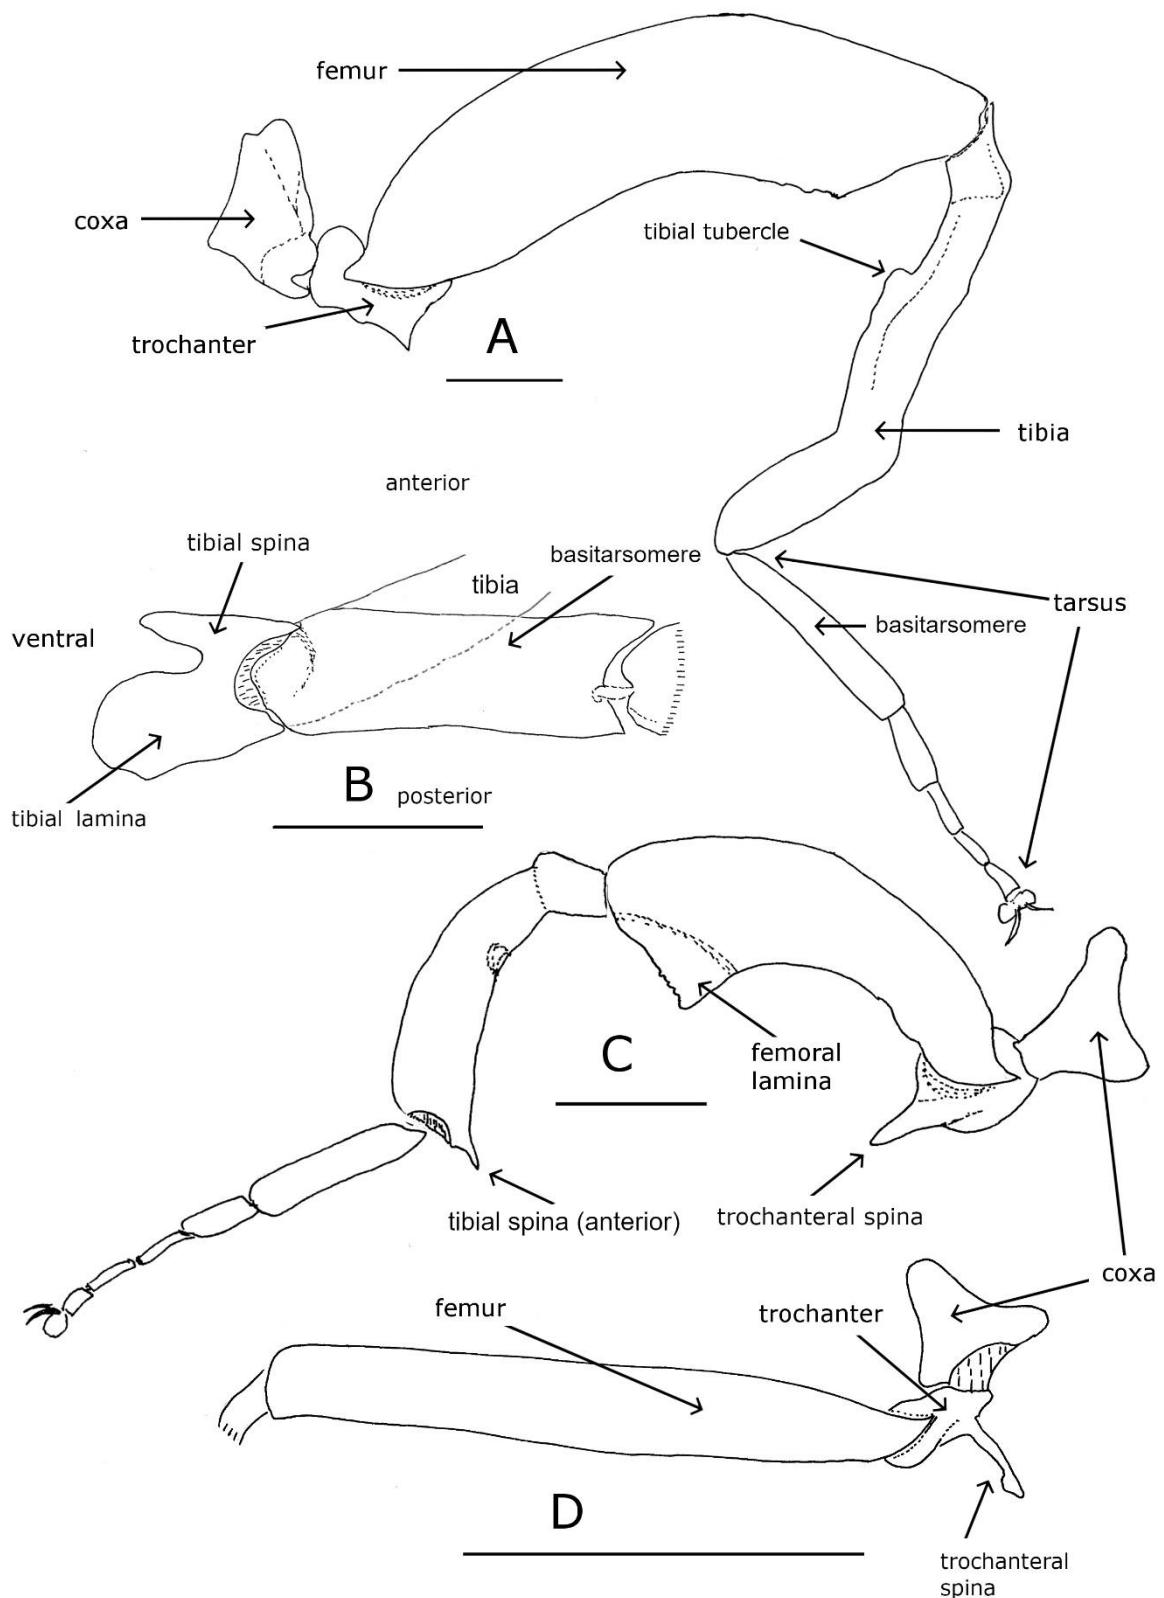 femur
coxa
tibial tubercle
trochanter
A
tibia
anterior
tibial spina
basitarsomere
tibia
tarsus
basitarsomere
ventral
B
posterior
tibial lamina
C
femoral
lamina
tibial spina (anterior)
trochanteral spina
coxa
femur
trochanter
D
trochanteral
spina